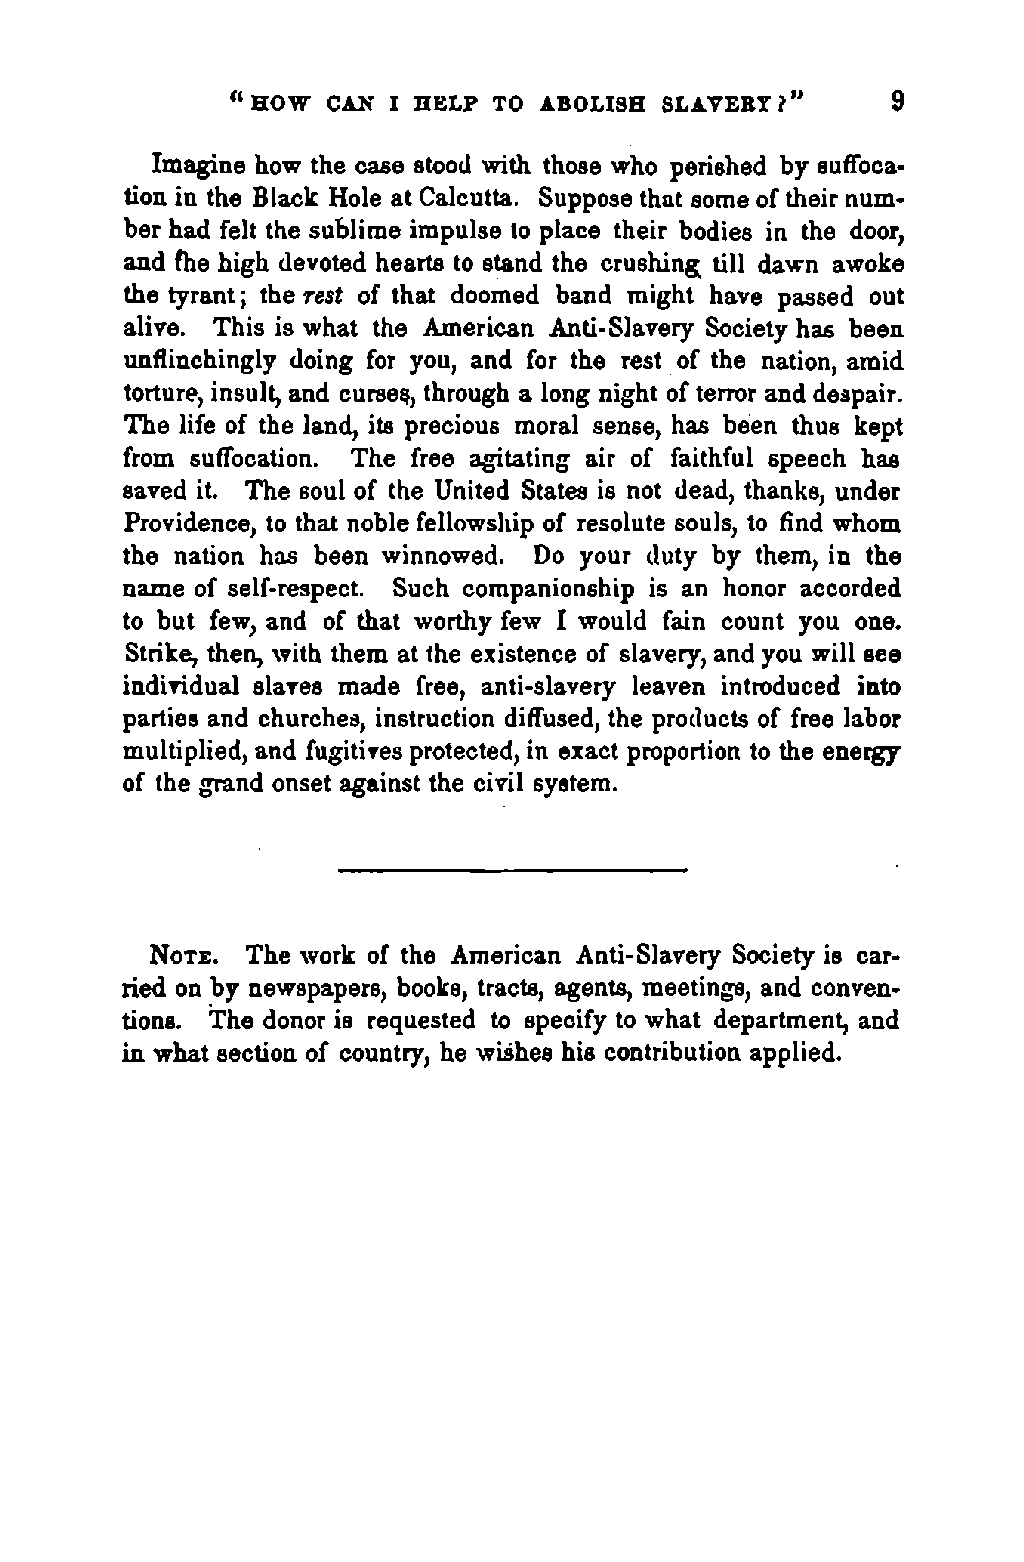 "HOW CAN I HELP TO ABOLISH SLAVERY?" 9
Imagine how the case stood with those who perished by suffoca-
tion in the Black Hole at Calcutta. Suppose that some of their num-
ber had felt the sublime impulse to place their bodies in the door,
and the high devoted hearts to stand the crushing till dawn awoke
the tyrant; the rest of that doomed band might have passed out
alive. This is what the American Anti-Slavery Society has been
unflinchingly doing for you, and for the rest of the nation, amid
torture, insult, and curses, through a long night of terror and despair.
The life of the land, its precious moral sense, has been thus kept
from suffocation. The free agitating air of faithful speech has
saved it. The soul of the United States is not dead, thanks, under
Providence, to that noble fellowship of resolute souls, to find whom
the nation has been winnowed. Do your duty by them, in the
name of self-respect. Such companionship is an honor accorded
to but few, and of that worthy few I would fain count you one.
Strike, then, with them at the existence of slavery, and you will see
individual slaves made free, anti-slavery leaven introduced into
parties and churches, instruction diffused, the products of free labor
multiplied, and fugitives protected, in exact proportion to the energy
of the grand onset against the civil system.
NOTE. The work of the American Anti-Slavery Society is car-
ried on by newspapers, books, tracts, agents, meetings, and conven-
tions. The donor is requested to specify to what department, and
in what section of country, he wishes his contribution applied.